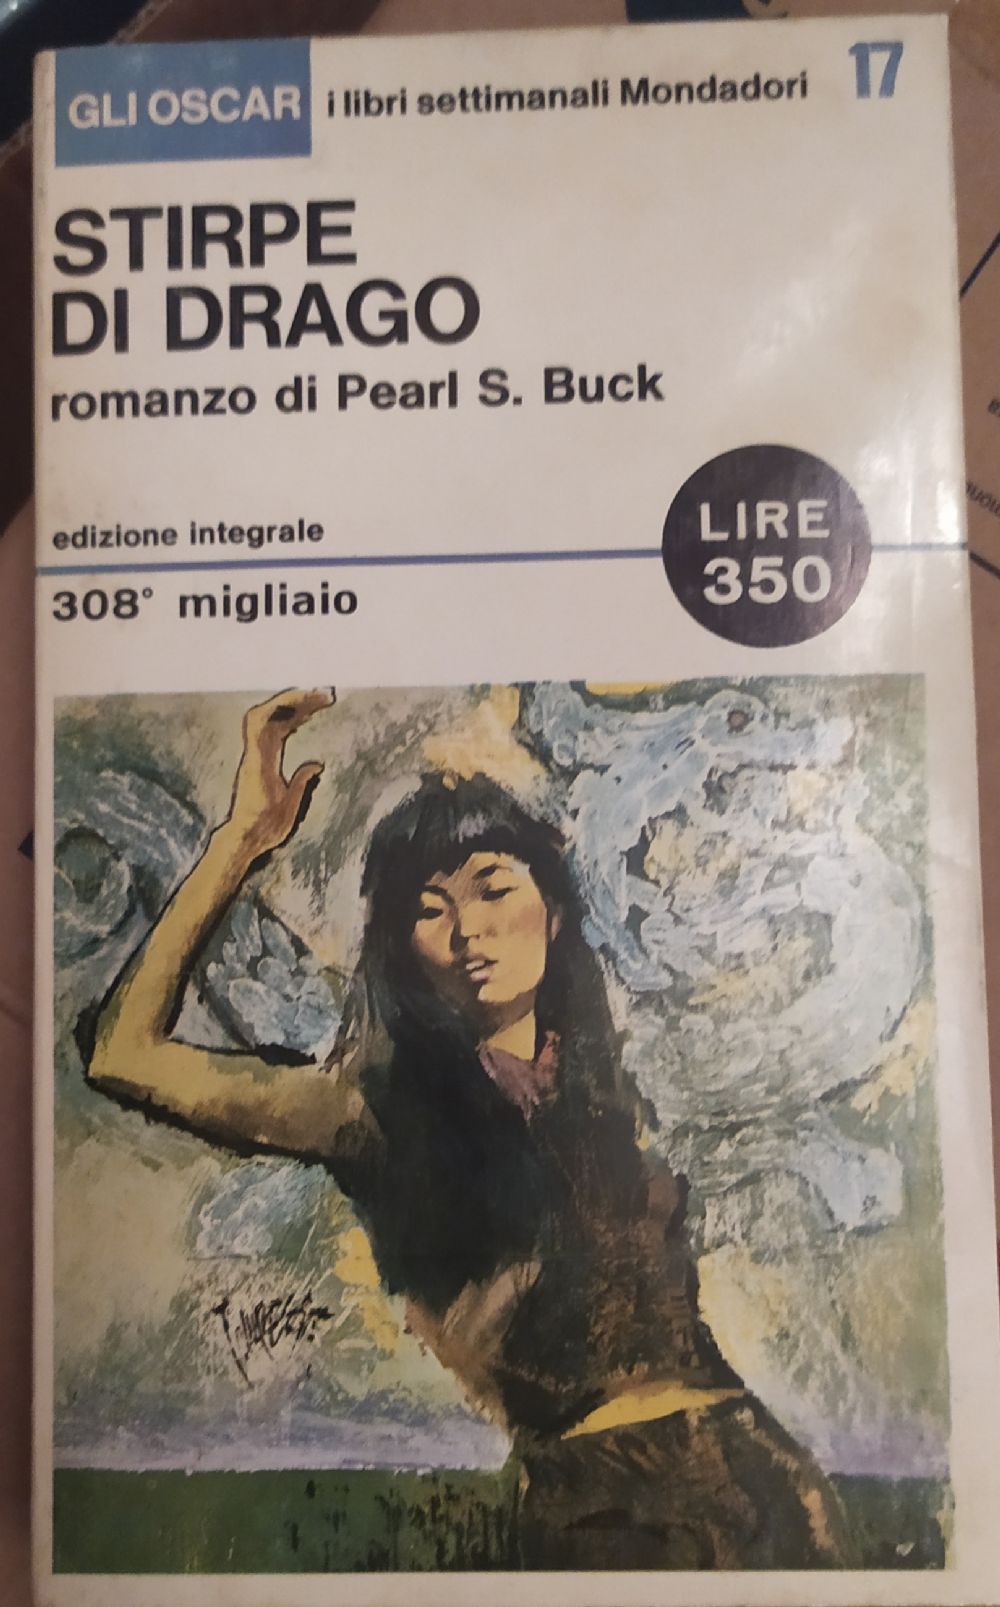 GLI OSCAR i libri settimanali Mondadori 17
STIRPE
DI DRAGO
romanzo di Pearl S. Buck
edizione integrale
LIRE
350
308° migliaio